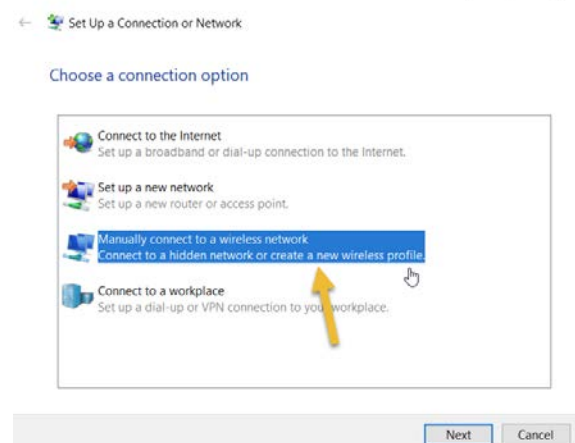 Set Up a Connection or Network
Choose a connection option
Connect to the Internet
Set up a broadband or dial-up connection to the Internet.
Set up a new network
Set up a new router or access point.
Manually connect to a wireless network
Connect to a hidden network or create a new wireless profile.
Connect to a workplace
Set up a dial-up or VPN connection to your workplace.
Next Cancel